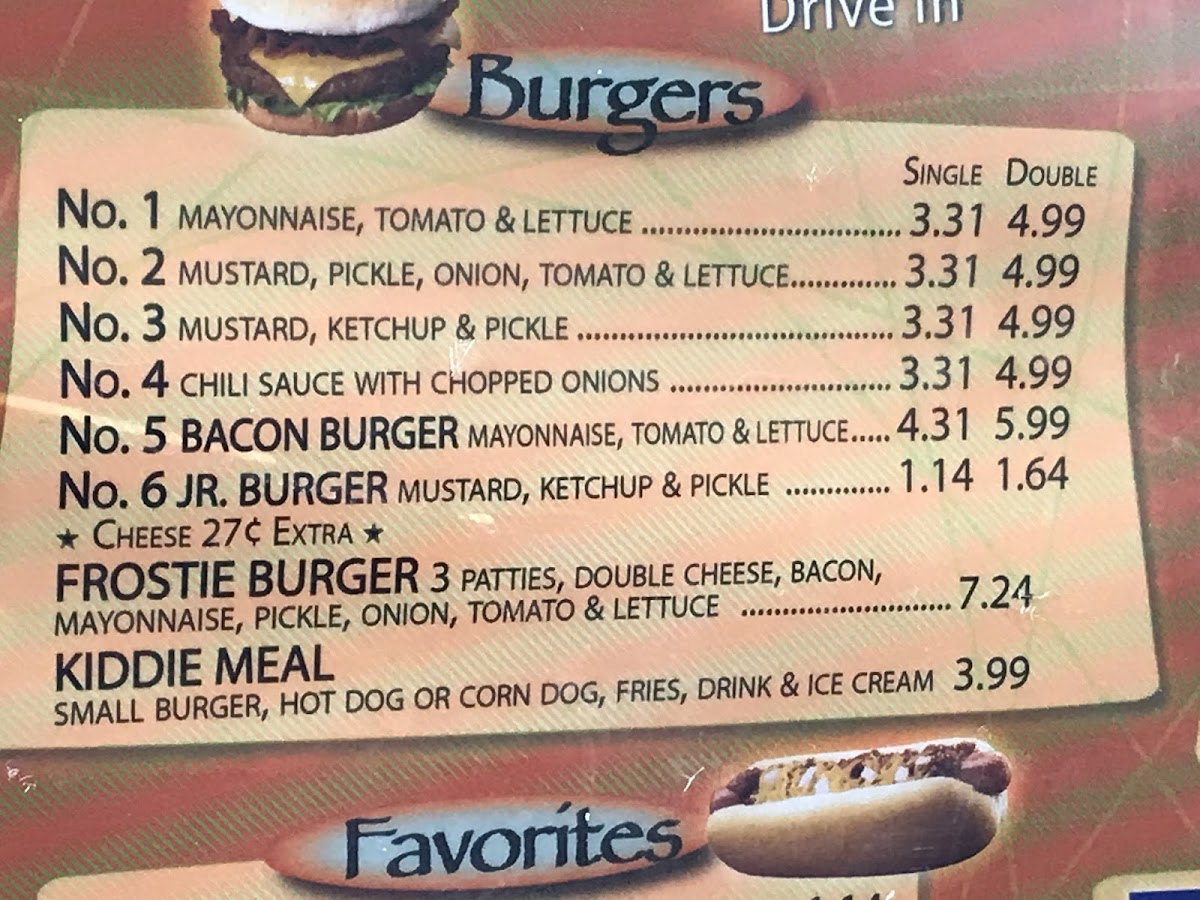 Drive In
Burgers
SINGLE DOUBLE
No. 1 MAYONNAISE, TOMATO & LETTUCE .............................. 3.31 4.99
No. 2 MUSTARD, PICKLE, ONION, TOMATO & LETTUCE............. 3.31 4.99
No. 3 MUSTARD, KETCHUP & PICKLE .................................... 3.31 4.99
No. 4 CHILI SAUCE WITH CHOPPED ONIONS ......................... 3.31 4.99
No. 5 BACON BURGER MAYONNAISE, TOMATO & LETTUCE..... 4.31 5.99
No. 6 JR. BURGER MUSTARD, KETCHUP & PICKLE ............ 1.14 1.64
★ CHEESE 27¢ EXTRA ★
FROSTIE BURGER 3 PATTIES, DOUBLE CHEESE, BACON,
MAYONNAISE, PICKLE, ONION, TOMATO & LETTUCE ......................... 7.24
KIDDIE MEAL
SMALL BURGER, HOT DOG OR CORN DOG, FRIES, DRINK & ICE CREAM 3.99
Favorites